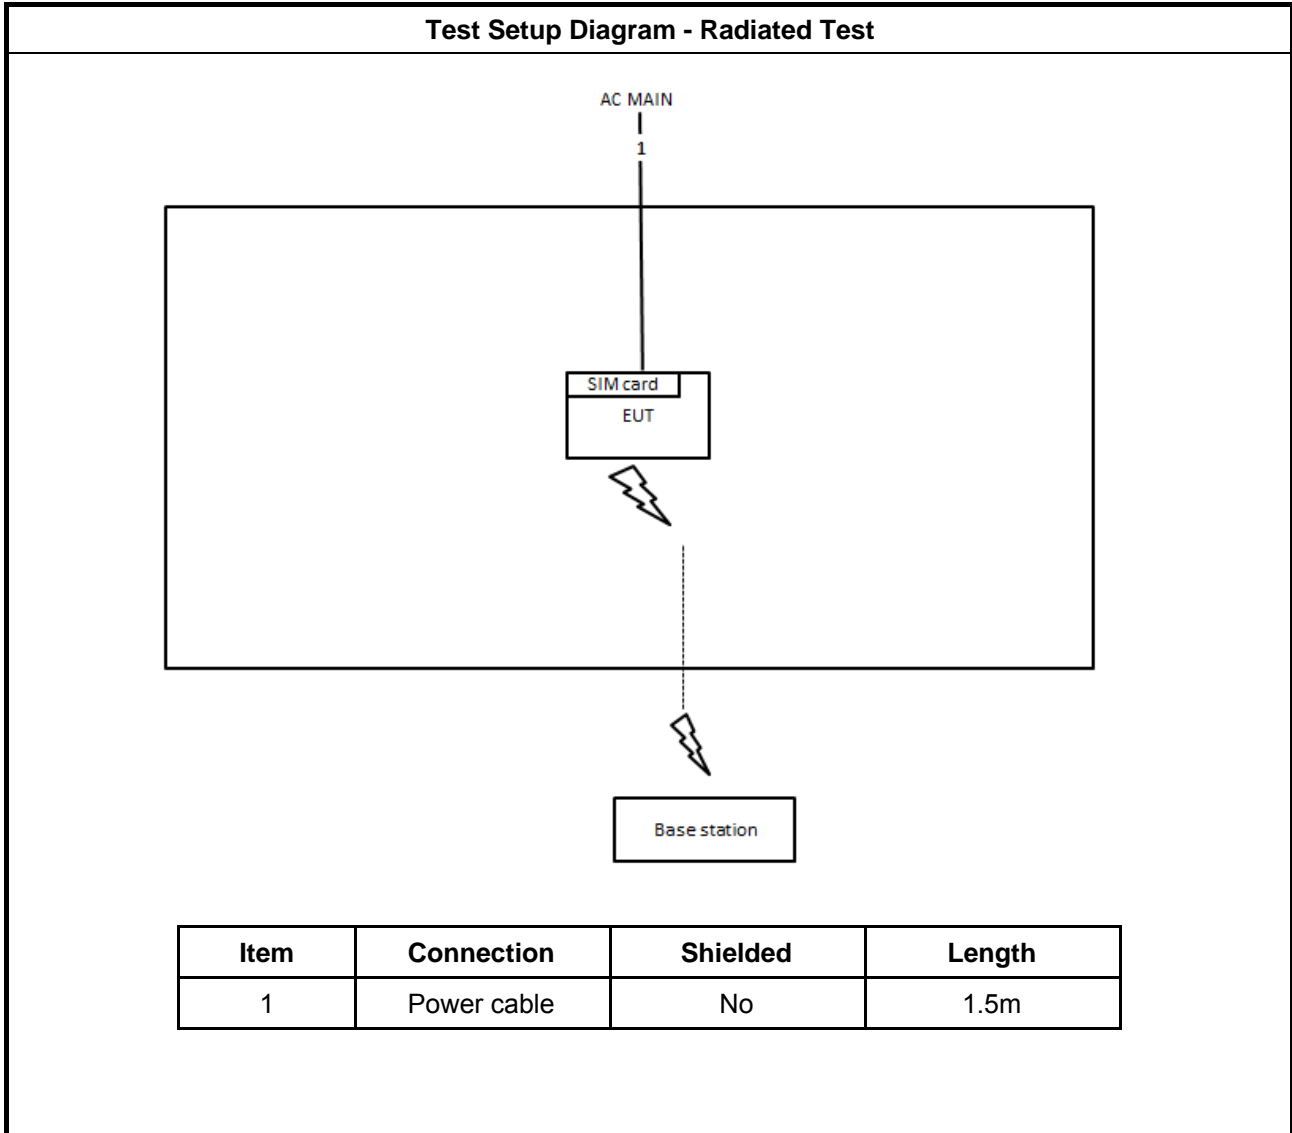 Test Setup Diagram - Radiated Test
AC MAIN
1
SIM card
EUT
Base station
Item Connection Shielded Length
1 Power cable No 1.5m